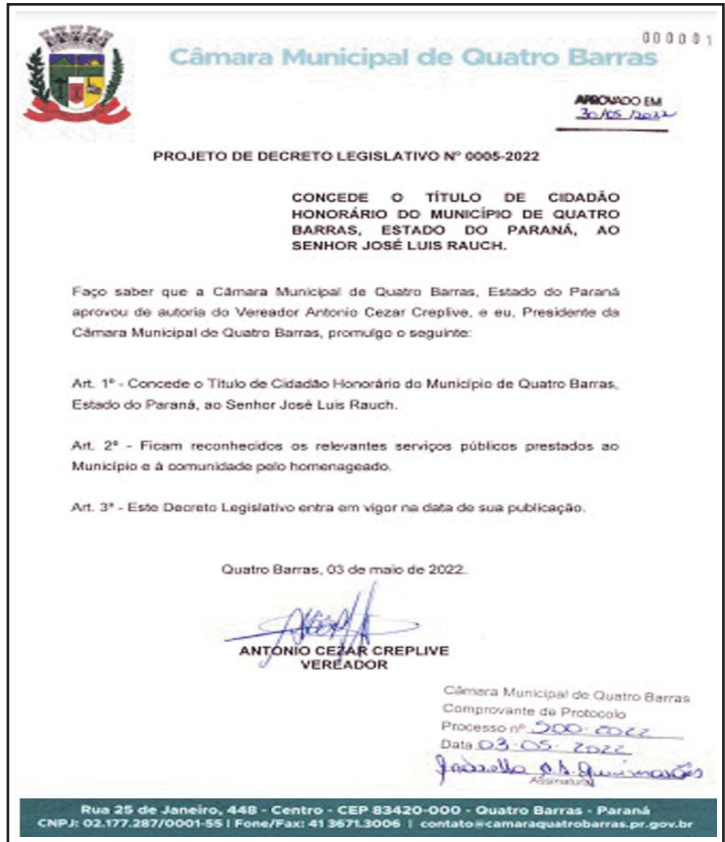 000001
Câmara Municipal de Quatro Barras
APROVADO EM
30/05/2022
PROJETO DE DECRETO LEGISLATIVO Nº 0005-2022
CONCEDE O TÍTULO DE CIDADÃO
HONORÁRIO DO MUNICÍPIO DE QUATRO
BARRAS, ESTADO DO PARANÁ, AO
SENHOR JOSÉ LUIS RAUCH.
Faço saber que a Câmara Municipal de Quatro Barras, Estado do Paraná
aprovou de autoria do Vereador Antonio Cezar Creplive, e eu, Presidente da
Câmara Municipal de Quatro Barras, promulgo o seguinte:
Art. 1º - Concede o Título de Cidadão Honorário do Município de Quatro Barras,
Estado do Paraná, ao Senhor José Luis Rauch.
Art. 2º - Ficam reconhecidos os relevantes serviços públicos prestados ao
Município e à comunidade pelo homenageado.
Art. 3º - Este Decreto Legislativo entra em vigor na data de sua publicação.
Quatro Barras, 03 de maio de 2022.
ANTONIO CEZAR CREPLIVE
VEREADOR
Câmara Municipal de Quatro Barras
Comprovante de Protocolo
Processo nº 200-2022
Data 03-05-2022
Guimarães
Assinatura
Rua 25 de Janeiro, 448 - Centro - CEP 83420-000 - Quatro Barras - Paraná
CNPJ: 02.177.287/0001-55 | Fone/Fax: 41 3671.3006 | contato@camaraquatrobarras.pr.gov.br